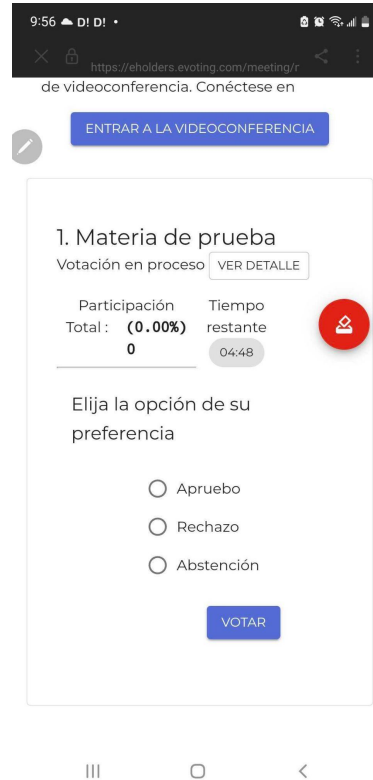 9:56 D! D! •
https://eholders.evoting.com/meeting/r
de videoconferencia. Conéctese en
ENTRAR A LA VIDEOCONFERENCIA
1. Materia de prueba
Votación en proceso VER DETALLE
Participación Tiempo
Total : (0.00%) restante
0 04:48
Elija la opción de su
preferencia
Apruebo
Rechazo
Abstención
VOTAR